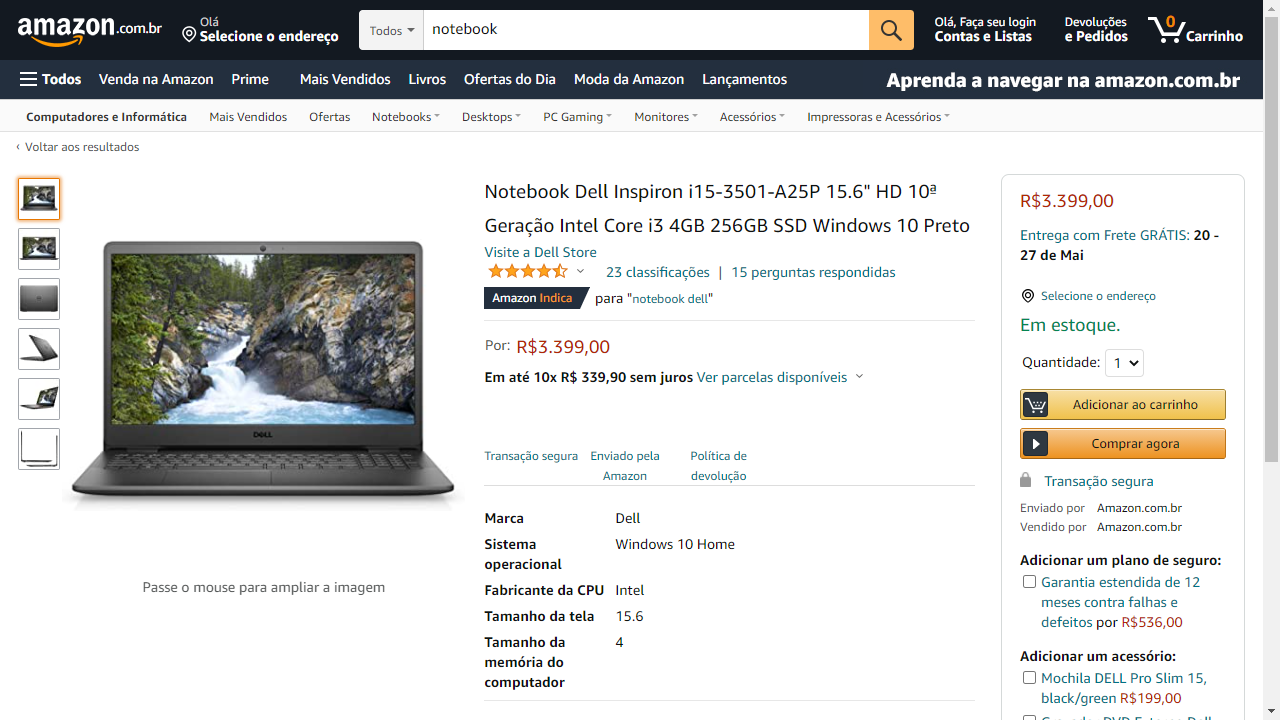 amazon.com.br
Olá
Selecione o endereço
Todos
notebook
Olá, Faça seu login
Contas e Listas
Devoluções
e Pedidos
0
Carrinho
Todos
Venda na Amazon
Prime
Mais Vendidos
Livros
Ofertas do Dia
Moda da Amazon
Lançamentos
Aprenda a navegar na amazon.com.br
Computadores e Informática
Mais Vendidos
Ofertas
Notebooks
Desktops
PC Gaming
Monitores
Acessórios
Impressoras e Acessórios
‹ Voltar aos resultados
DELL
Passe o mouse para ampliar a imagem
Notebook Dell Inspiron i15-3501-A25P 15.6" HD 10ª
Geração Intel Core i3 4GB 256GB SSD Windows 10 Preto
Visite a Dell Store
23 classificações | 15 perguntas respondidas
Amazon Indica para "notebook dell"
Por: R$3.399,00
Em até 10x R$ 339,90 sem juros Ver parcelas disponíveis
Transação segura
Enviado pela
Amazon
Política de
devolução
Marca Dell
Sistema Windows 10 Home
operacional
Fabricante da CPU Intel
Tamanho da tela 15.6
Tamanho da 4
memória do
computador
R$3.399,00
Entrega com Frete GRÁTIS: 20 -
27 de Mai
Selecione o endereço
Em estoque.
Quantidade: 1
Adicionar ao carrinho
Comprar agora
Transação segura
Enviado por Amazon.com.br
Vendido por Amazon.com.br
Adicionar um plano de seguro:
Garantia estendida de 12
meses contra falhas e
defeitos por R$536,00
Adicionar um acessório:
Mochila DELL Pro Slim 15,
black/green R$199,00